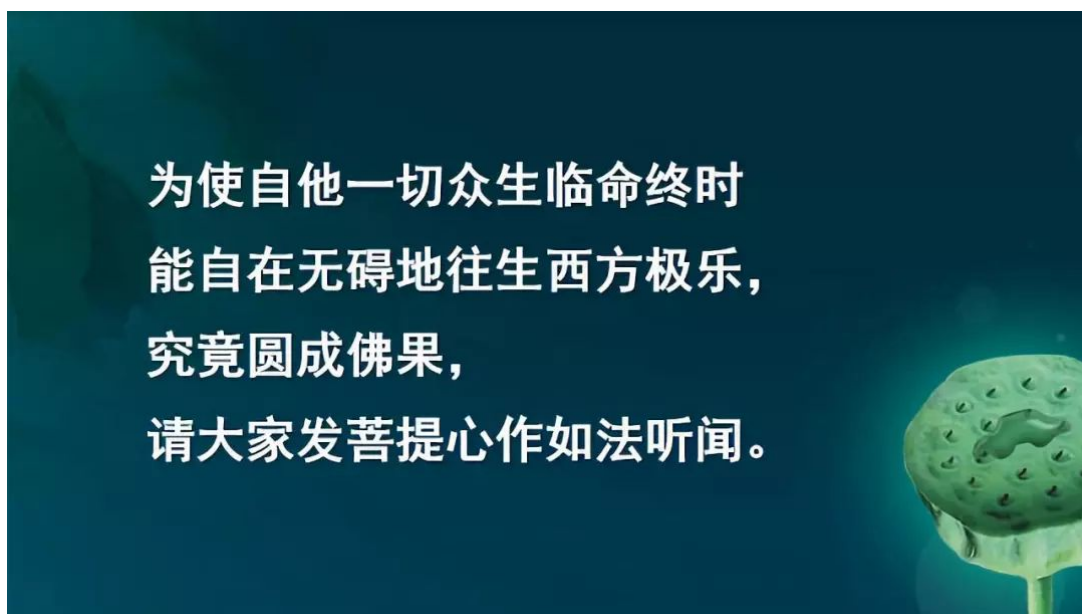 为使自他一切众生临命终时
能自在无碍地往生西方极乐，
究竟圆成佛果，
请大家发菩提心作如法听闻。